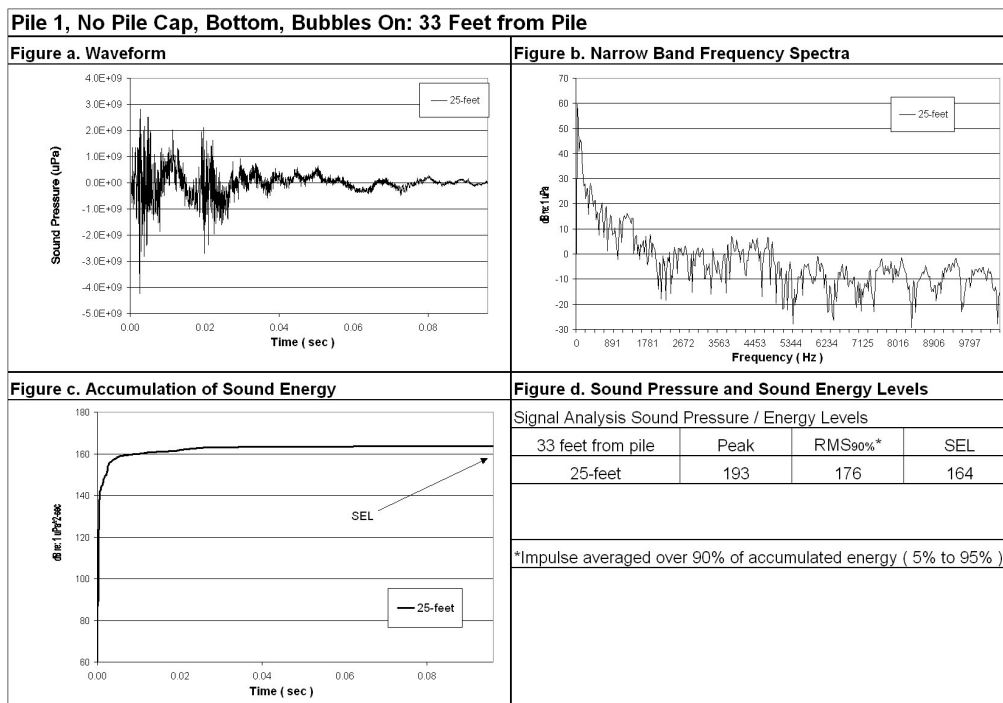 Pile 1, No Pile Cap, Bottom, Bubbles On: 33 Feet from Pile
Figure a. Waveform
4.0E+09
3.0E+09
2.0E+09
1.0E+09
0.0E+00
-1.0E+09
-2.0E+09
-3.0E+09
-4.0E+09
-5.0E+09
Sound Pressure (uPa)
25-feet
0.00 0.02 0.04 0.06 0.08
Time ( sec )
Figure b. Narrow Band Frequency Spectra
70
60
50
40
30
20
10
0
-10
-20
-30
dB re: 1 uPa
25-feet
0 891 1781 2672 3563 4453 5344 6234 7125 8016 8906 9797
Frequency ( Hz )
Figure c. Accumulation of Sound Energy
180
160
140
120
100
80
60
dB re: 1 uPa^2-sec
SEL
25-feet
0.00 0.02 0.04 0.06 0.08
Time ( sec )
Figure d. Sound Pressure and Sound Energy Levels
Signal Analysis Sound Pressure / Energy Levels
33 feet from pile Peak RMS90%* SEL
25-feet 193 176 164
*Impulse averaged over 90% of accumulated energy ( 5% to 95% )